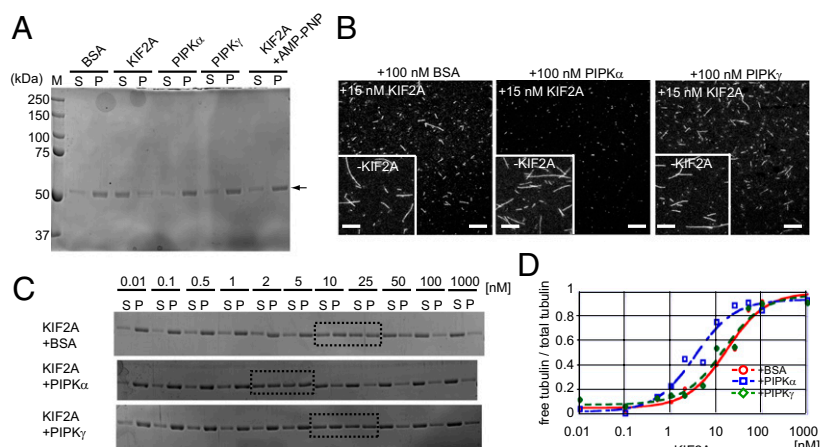 A
BSA KIF2A PIPKα PIPKγ KIF2A +AMP-PNP
(kDa) M S P S P S P S P S P
250
150
100
75
50
37
B
+100 nM BSA +100 nM PIPKα +100 nM PIPKγ
+15 nM KIF2A +15 nM KIF2A +15 nM KIF2A
-KIF2A -KIF2A -KIF2A
C
0.01 0.1 0.5 1 2 5 10 25 50 100 1000 [nM]
S P S P S P S P S P S P S P S P S P S P S P
KIF2A
+BSA
KIF2A
+PIPKα
KIF2A
+PIPKγ
D
free tubulin / total tubulin
1
0.8
0.6
0.4
0.2
0
+BSA
+PIPKα
+PIPKγ
0.01 0.1 1 10 100 1000
KIF2A [nM]